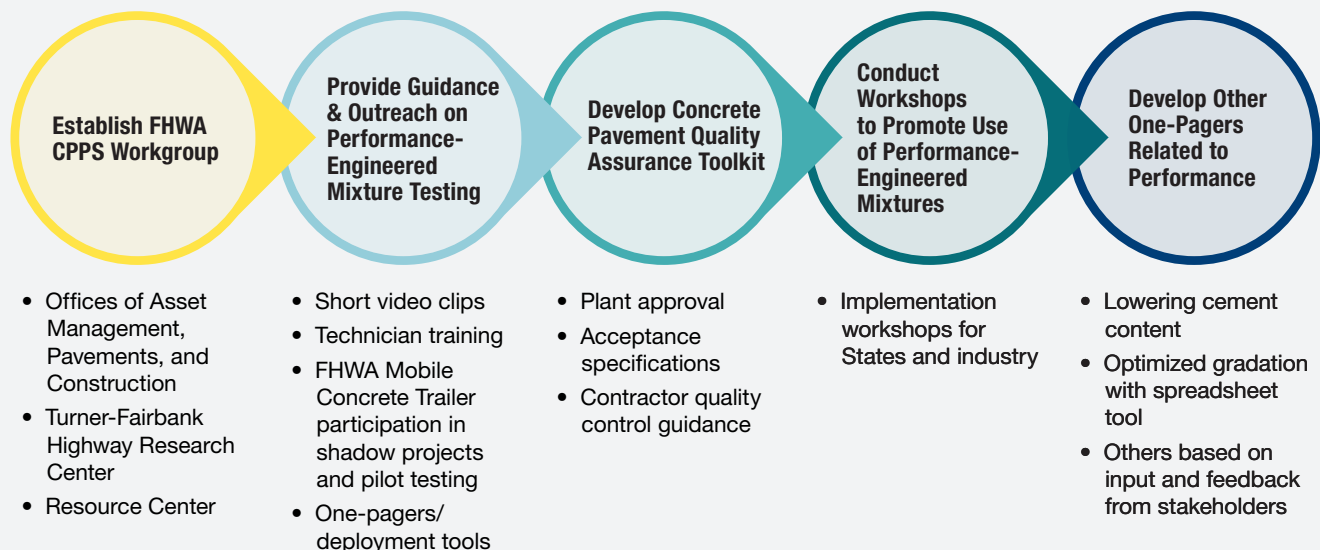 Establish FHWA
CPPS Workgroup
Provide Guidance
& Outreach on
Performance-
Engineered
Mixture Testing
Develop Concrete
Pavement Quality
Assurance Toolkit
Conduct
Workshops
to Promote Use
of Performance-
Engineered
Mixtures
Develop Other
One-Pagers
Related to
Performance
• Offices of Asset
Management,
Pavements, and
Construction
• Turner-Fairbank
Highway Research
Center
• Resource Center
• Short video clips
• Technician training
• FHWA Mobile
Concrete Trailer
participation in
shadow projects
and pilot testing
• One-pagers/
deployment tools
• Plant approval
• Acceptance
specifications
• Contractor quality
control guidance
• Implementation
workshops for
States and industry
• Lowering cement
content
• Optimized gradation
with spreadsheet
tool
• Others based on
input and feedback
from stakeholders